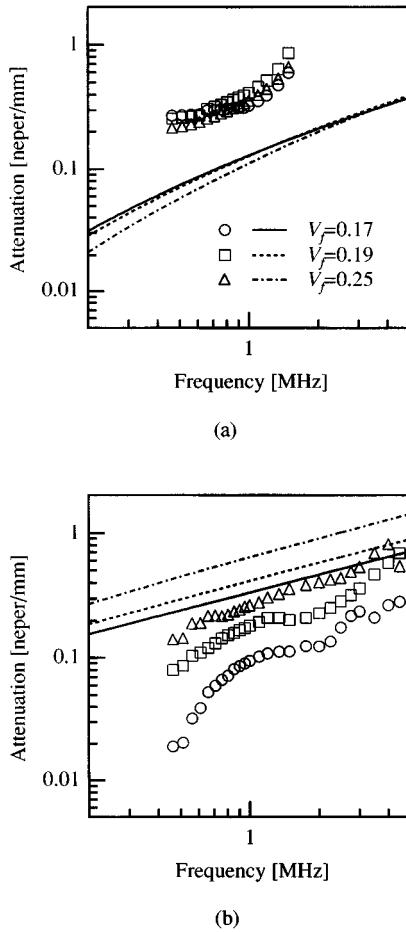 (a)
1
0.1
0.01
Attenuation [neper/mm]
V_f=0.17
V_f=0.19
V_f=0.25
1
Frequency [MHz]
(a)
1
0.1
0.01
Attenuation [neper/mm]
1
Frequency [MHz]
(b)